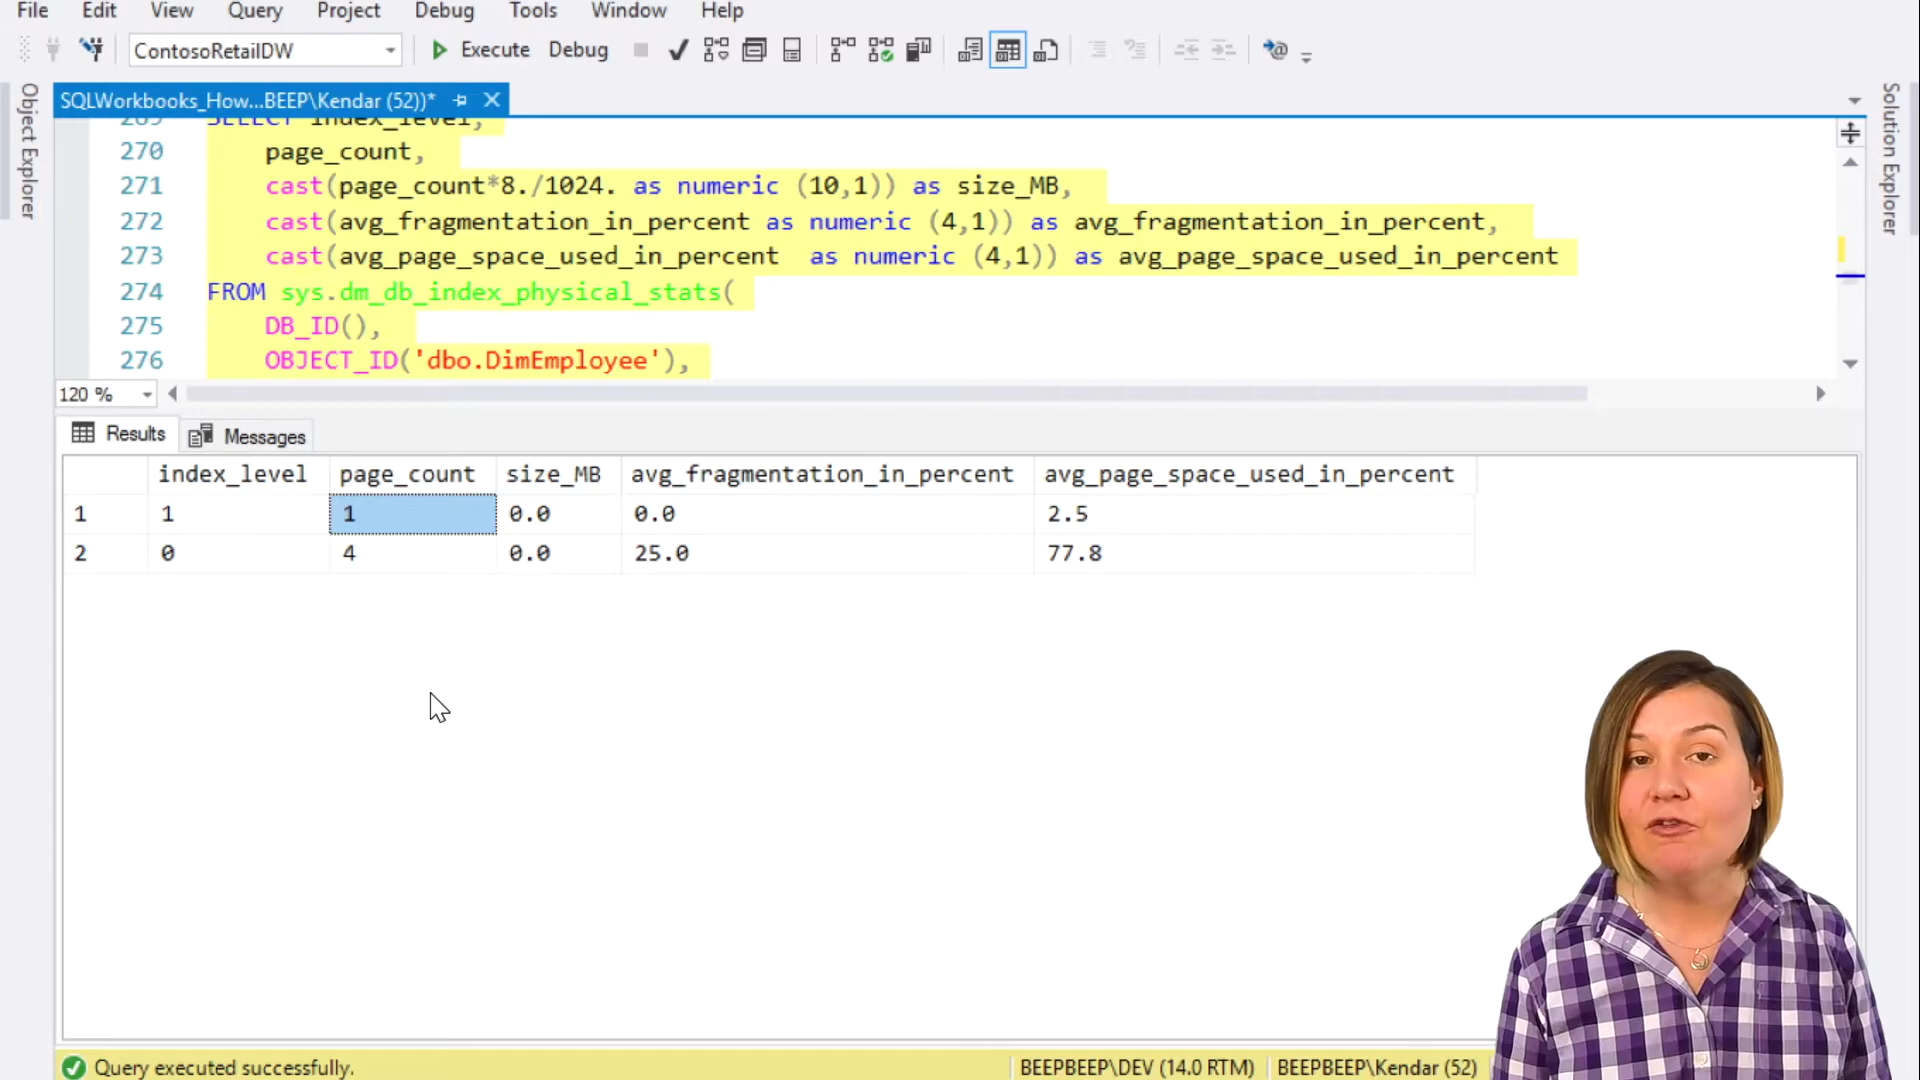 File Edit View Query Project Debug Tools Window Help
ContosoRetailDW Execute Debug
SQLWorkbooks_How...BEEP\Kendar (52))*
Object Explorer
Solution Explorer
269 SELECT index_level,
270 page_count,
271 cast(page_count*8./1024. as numeric (10,1)) as size_MB,
272 cast(avg_fragmentation_in_percent as numeric (4,1)) as avg_fragmentation_in_percent,
273 cast(avg_page_space_used_in_percent as numeric (4,1)) as avg_page_space_used_in_percent
274 FROM sys.dm_db_index_physical_stats(
275 DB_ID(),
276 OBJECT_ID('dbo.DimEmployee'),
120 %
Results Messages
index_level page_count size_MB avg_fragmentation_in_percent avg_page_space_used_in_percent
1 1 1 0.0 0.0 2.5
2 0 4 0.0 25.0 77.8
Query executed successfully. BEEPBEEP\DEV (14.0 RTM) BEEPBEEP\Kendar (52)